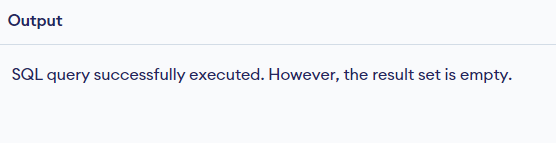 Output
SQL query successfully executed. However, the result set is empty.